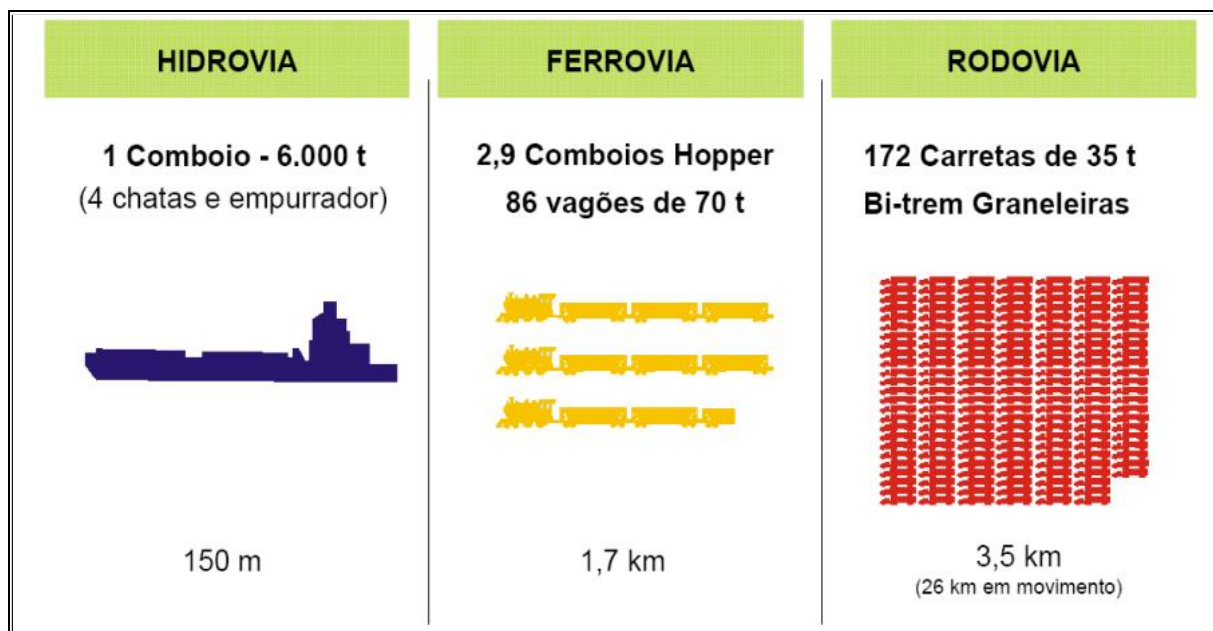 HIDROVIA
1 Comboio - 6.000 t
(4 chatas e empurrador)
150 m
FERROVIA
2,9 Comboios Hopper
86 vagões de 70 t
1,7 km
RODOVIA
172 Carretas de 35 t
Bi-trem Graneleiras
3,5 km
(26 km em movimento)